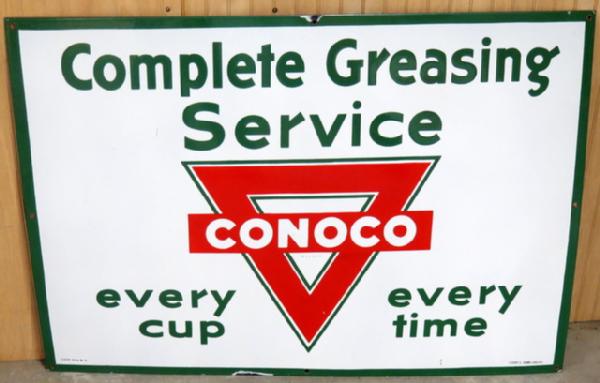 Complete Greasing
Service
CONOCO
every cup
every time